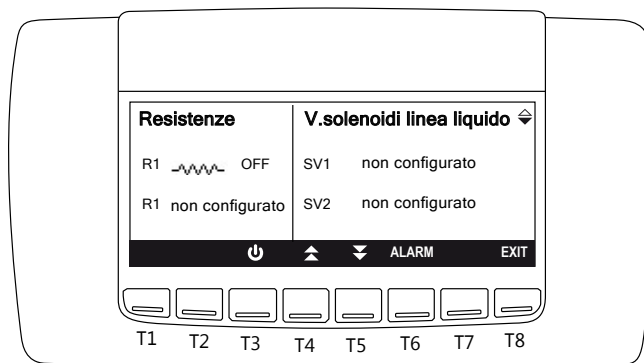 Resistenze
V.solenoidi linea liquido
R1 OFF
SV1 non configurato
R1 non configurato
SV2 non configurato
ALARM EXIT
T1 T2 T3 T4 T5 T6 T7 T8